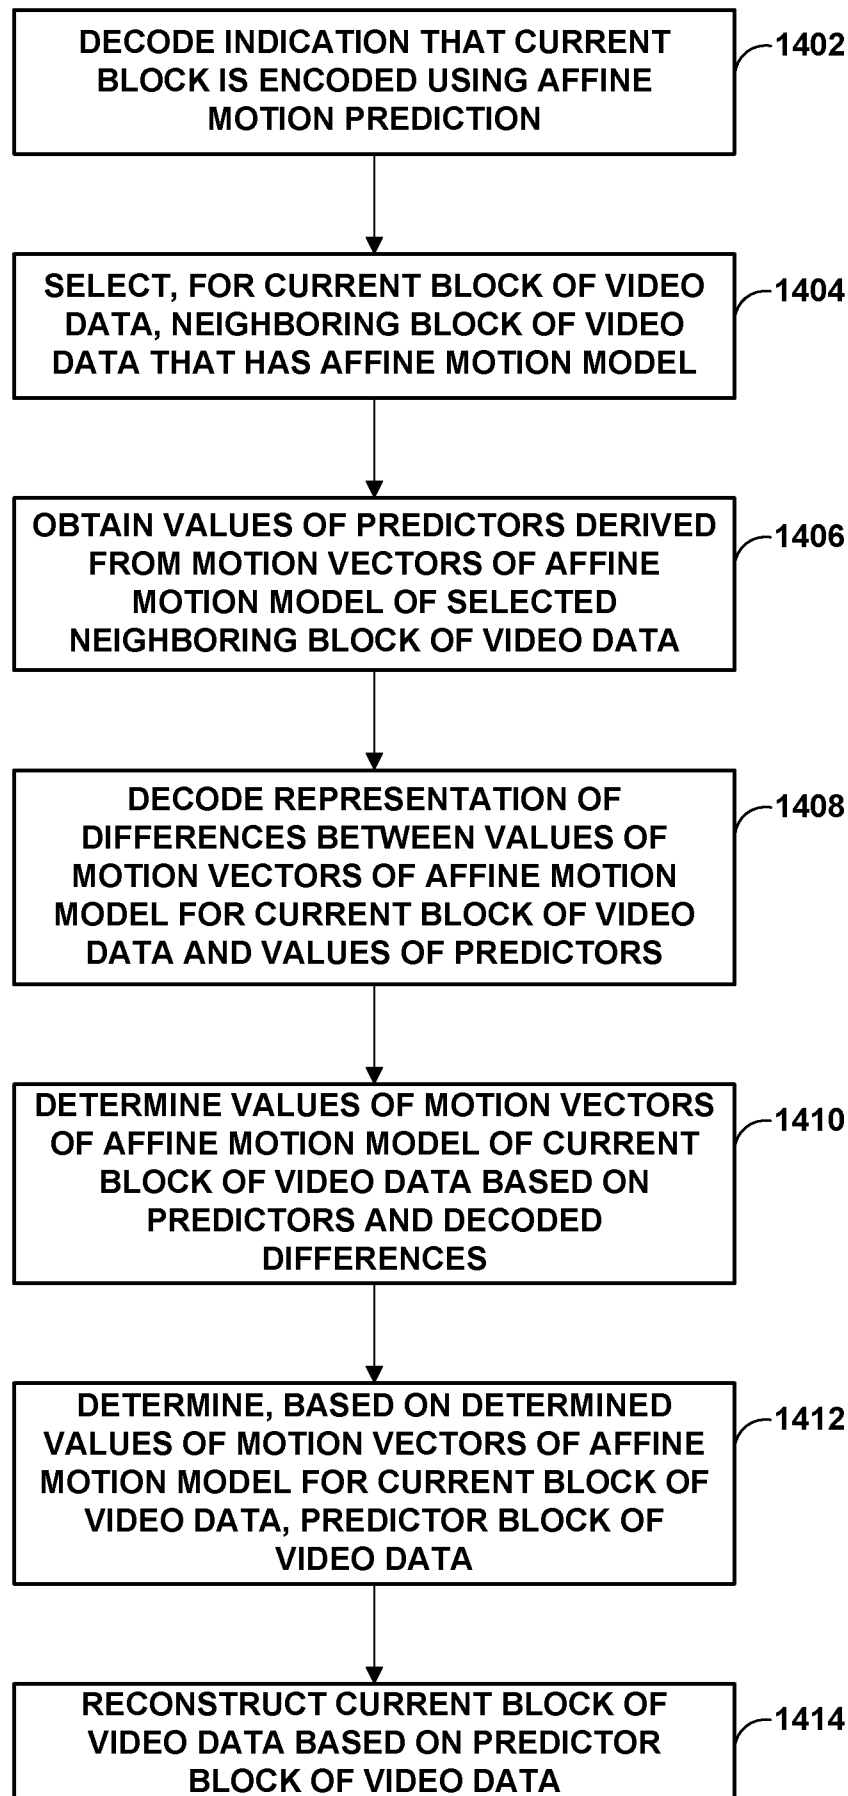 DECODE INDICATION THAT CURRENT
BLOCK IS ENCODED USING AFFINE
MOTION PREDICTION
1402
SELECT, FOR CURRENT BLOCK OF VIDEO
DATA, NEIGHBORING BLOCK OF VIDEO
DATA THAT HAS AFFINE MOTION MODEL
1404
OBTAIN VALUES OF PREDICTORS DERIVED
FROM MOTION VECTORS OF AFFINE
MOTION MODEL OF SELECTED
NEIGHBORING BLOCK OF VIDEO DATA
1406
DECODE REPRESENTATION OF
DIFFERENCES BETWEEN VALUES OF
MOTION VECTORS OF AFFINE MOTION
MODEL FOR CURRENT BLOCK OF VIDEO
DATA AND VALUES OF PREDICTORS
1408
DETERMINE VALUES OF MOTION VECTORS
OF AFFINE MOTION MODEL OF CURRENT
BLOCK OF VIDEO DATA BASED ON
PREDICTORS AND DECODED
DIFFERENCES
1410
DETERMINE, BASED ON DETERMINED
VALUES OF MOTION VECTORS OF AFFINE
MOTION MODEL FOR CURRENT BLOCK OF
VIDEO DATA, PREDICTOR BLOCK OF
VIDEO DATA
1412
RECONSTRUCT CURRENT BLOCK OF
VIDEO DATA BASED ON PREDICTOR
BLOCK OF VIDEO DATA
1414